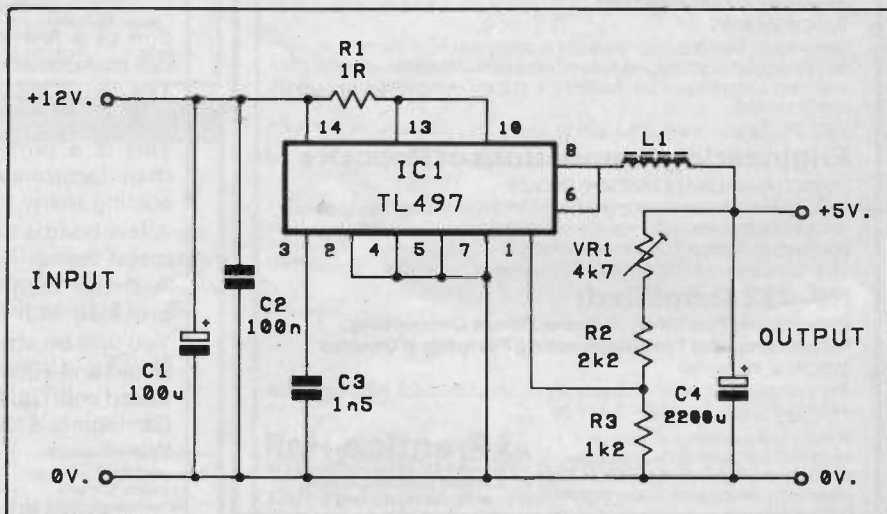 R1
1R
+12V.
14 13 10
8
L1
IC1
TL497
6
+5V.
3 2 4 5 7 1
VR1
4k7
INPUT
C2
100n
R2
2k2
OUTPUT
C1
100u
+
C3
1n5
C4
2200u
+
R3
1k2
0V.
0V.